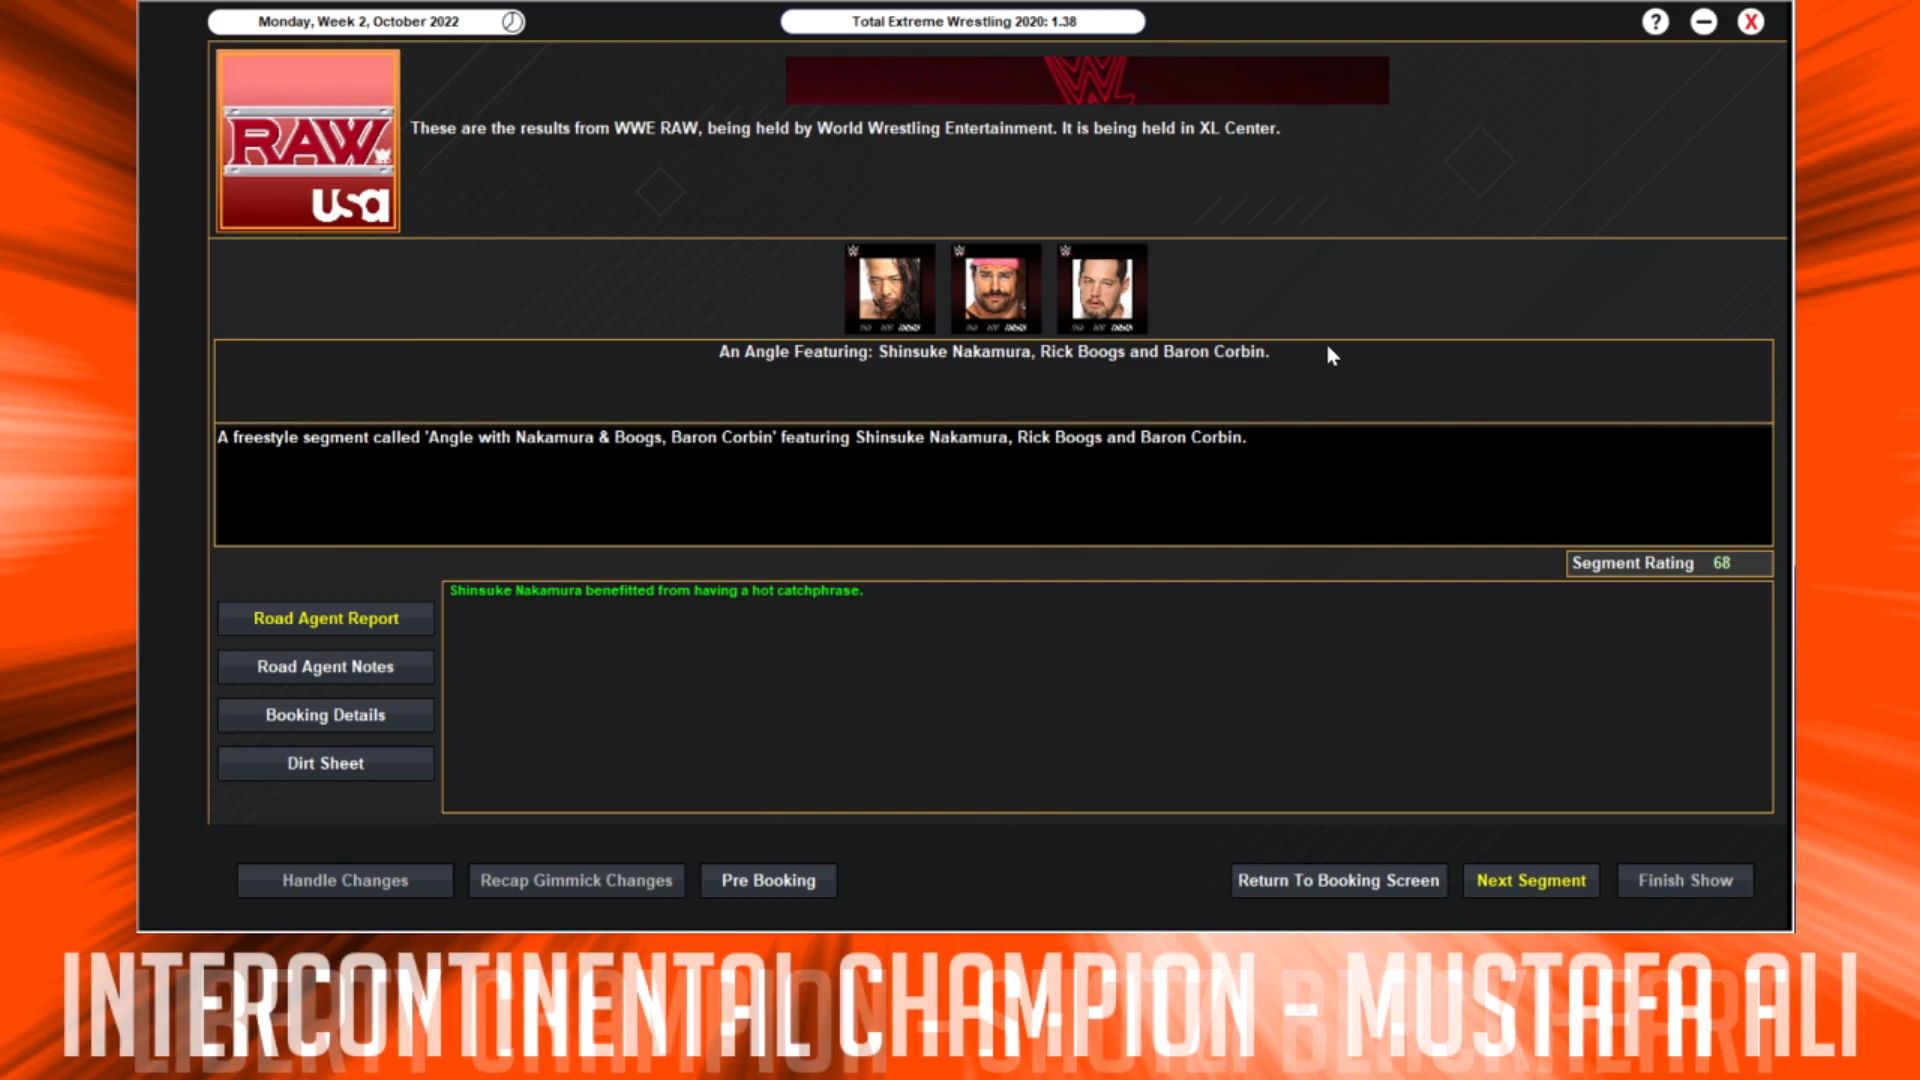 Monday, Week 2, October 2022
Total Extreme Wrestling 2020: 1.38
?
X
RAW
usa
These are the results from WWE RAW, being held by World Wrestling Entertainment. It is being held in XL Center.
An Angle Featuring: Shinsuke Nakamura, Rick Boogs and Baron Corbin.
A freestyle segment called 'Angle with Nakamura & Boogs, Baron Corbin' featuring Shinsuke Nakamura, Rick Boogs and Baron Corbin.
Segment Rating 68
Shinsuke Nakamura benefitted from having a hot catchphrase.
Road Agent Report
Road Agent Notes
Booking Details
Dirt Sheet
Handle Changes
Recap Gimmick Changes
Pre Booking
Return To Booking Screen
Next Segment
Finish Show
INTERCONTINENTAL CHAMPION - MUSTAFA ALI